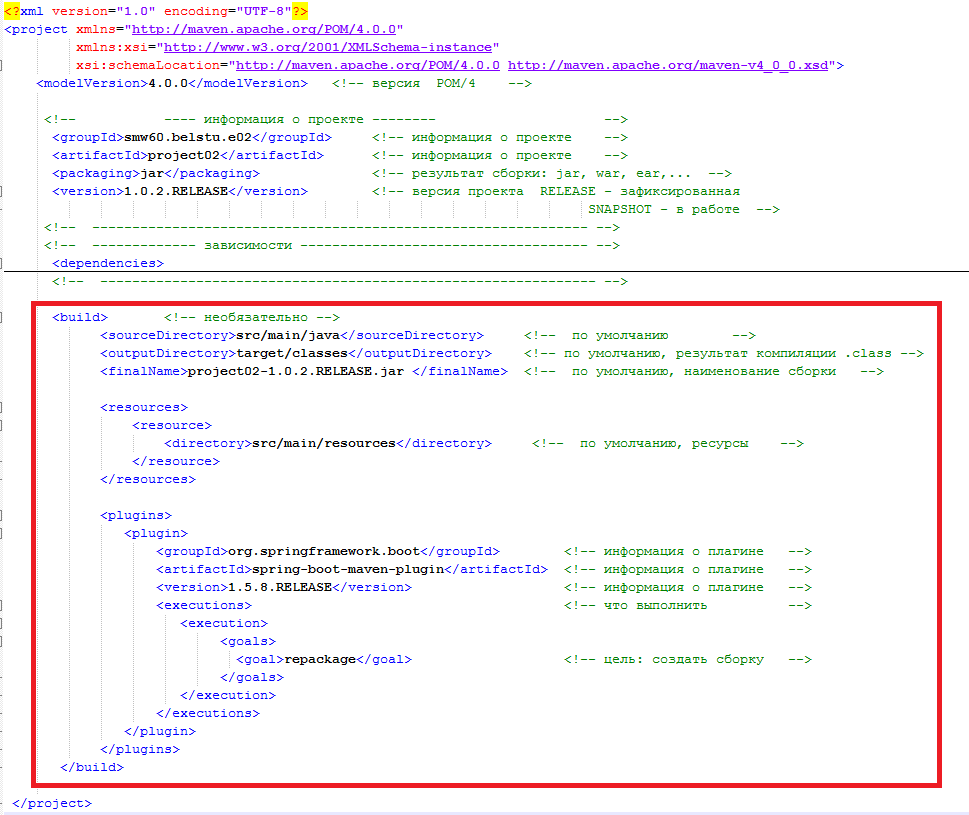 <?xml version="1.0" encoding="UTF-8"?>
<project xmlns="http://maven.apache.org/POM/4.0.0"
xmlns:xsi="http://www.w3.org/2001/XMLSchema-instance"
xsi:schemaLocation="http://maven.apache.org/POM/4.0.0 http://maven.apache.org/maven-v4_0_0.xsd">
<modelVersion>4.0.0</modelVersion> <!-- версия POM/4 -->
<!-- ---- информация о проекте -------- -->
<groupId>smw60.belstu.e02</groupId> <!-- информация о проекте -->
<artifactId>project02</artifactId> <!-- информация о проекте -->
<packaging>jar</packaging> <!-- результат сборки: jar, war, ear,... -->
<version>1.0.2.RELEASE</version> <!-- версия проекта RELEASE - зафиксированная
SNAPSHOT - в работе -->
<!-- -------------------------------------------------------------- -->
<!-- ------------- зависимости ------------------------------------ -->
<dependencies>
<!-- -------------------------------------------------------------- -->
<build> <!-- необязательно -->
<sourceDirectory>src/main/java</sourceDirectory> <!-- по умолчанию -->
<outputDirectory>target/classes</outputDirectory> <!-- по умолчанию, результат компиляции .class -->
<finalName>project02-1.0.2.RELEASE.jar </finalName> <!-- по умолчанию, наименование сборки -->
<resources>
<resource>
<directory>src/main/resources</directory> <!-- по умолчанию, ресурсы -->
</resource>
</resources>
<plugins>
<plugin>
<groupId>org.springframework.boot</groupId> <!-- информация о плагине -->
<artifactId>spring-boot-maven-plugin</artifactId> <!-- информация о плагине -->
<version>1.5.8.RELEASE</version> <!-- информация о плагине -->
<executions> <!-- что выполнить -->
<execution>
<goals>
<goal>repackage</goal> <!-- цель: создать сборку -->
</goals>
</execution>
</executions>
</plugin>
</plugins>
</build>
</project>